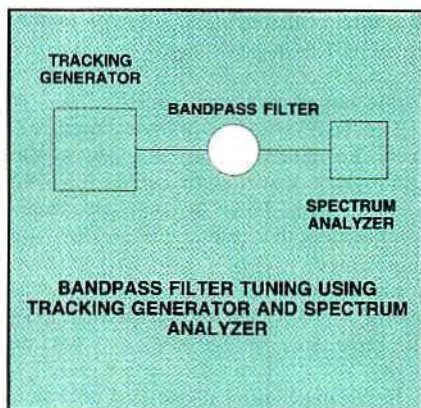 TRACKING
GENERATOR
BANDPASS FILTER
SPECTRUM
ANALYZER
BANDPASS FILTER TUNING USING
TRACKING GENERATOR AND SPECTRUM
ANALYZER